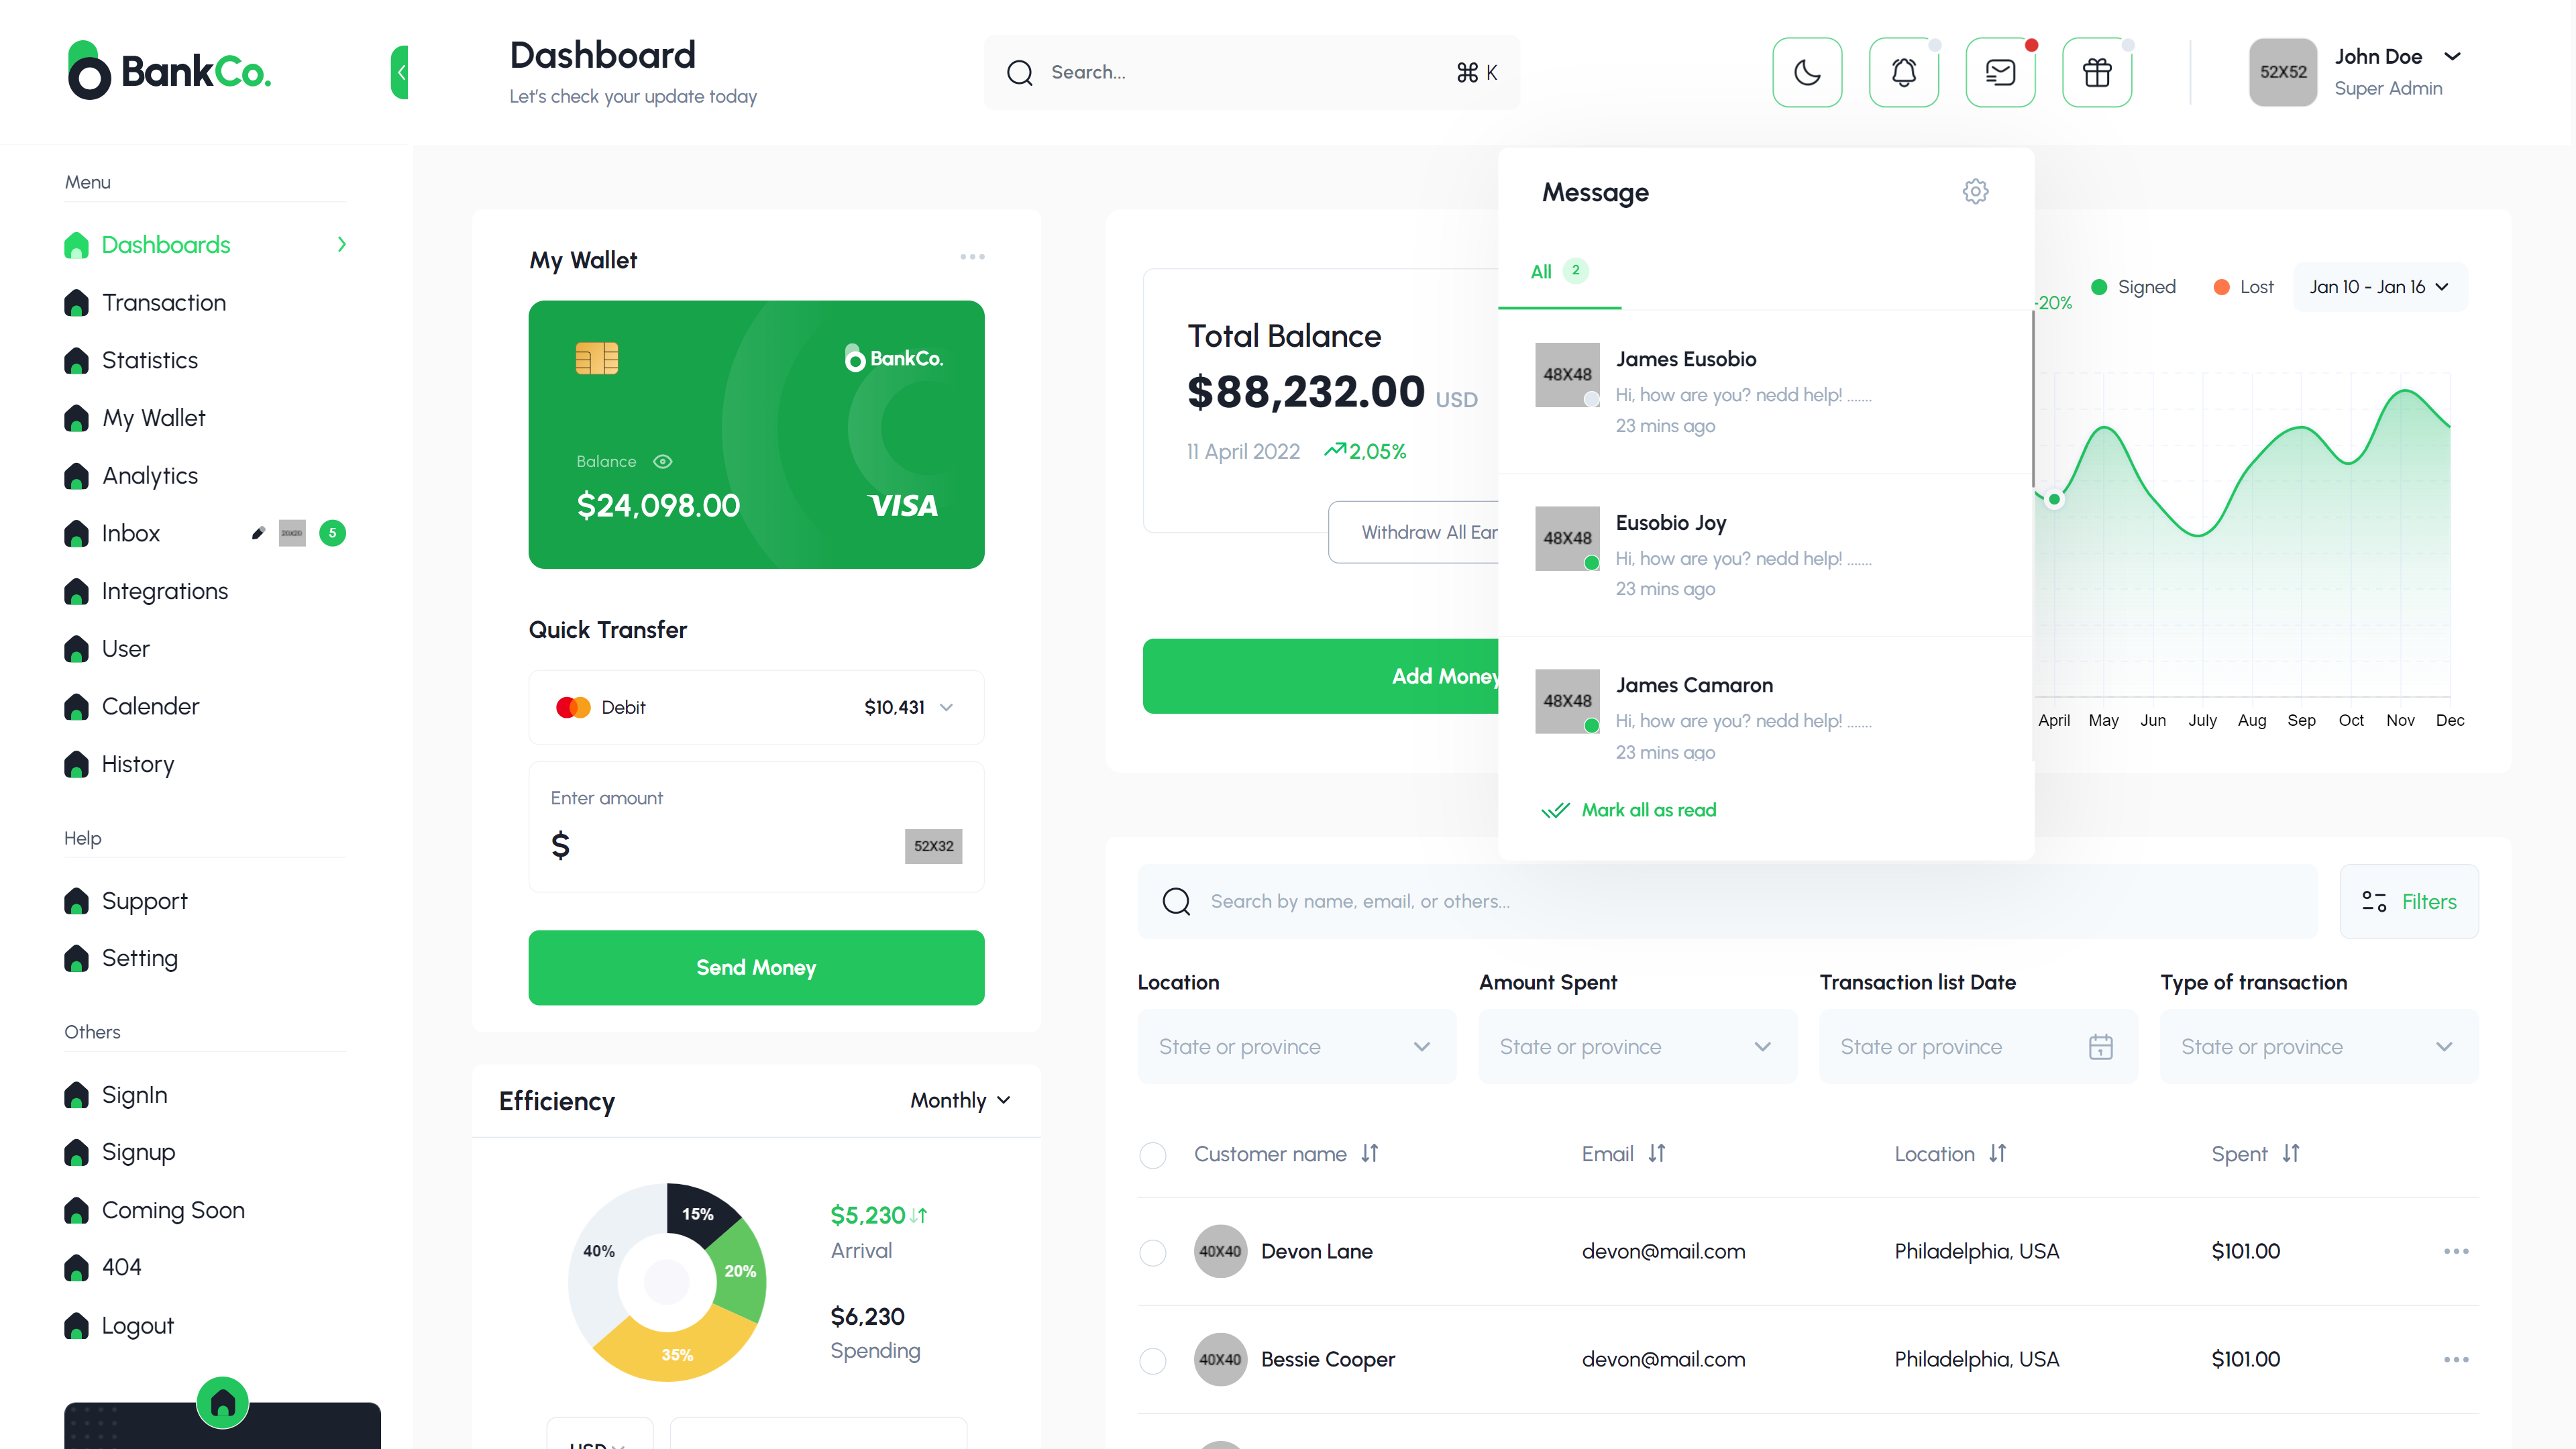 BankCo.
Dashboard
Let's check your update today
Search...
⌘ K
52X52
John Doe
Super Admin
Menu
Dashboards
Transaction
Statistics
My Wallet
Analytics
Inbox
5
Integrations
User
Calender
History
Help
Support
Setting
Others
SignIn
Signup
Coming Soon
404
Logout
My Wallet
BankCo.
Balance
$24,098.00
VISA
Quick Transfer
Debit
$10,431
Enter amount
$
52X32
Send Money
Efficiency
Monthly
15%
40%
20%
35%
$5,230
Arrival
$6,230
Spending
USD
Total Balance
$88,232.00 USD
11 April 2022
2,05%
Withdraw All Ear
Add Money
Message
All 2
48X48
James Eusobio
Hi, how are you? nedd help! .......
23 mins ago
48X48
Eusobio Joy
Hi, how are you? nedd help! .......
23 mins ago
48X48
James Camaron
Hi, how are you? nedd help! .......
23 mins ago
Mark all as read
-20%
Signed
Lost
Jan 10 - Jan 16
April May Jun July Aug Sep Oct Nov Dec
Search by name, email, or others...
Filters
Location
Amount Spent
Transaction list Date
Type of transaction
State or province
State or province
State or province
State or province
Customer name
Email
Location
Spent
40X40
Devon Lane
devon@mail.com
Philadelphia, USA
$101.00
40X40
Bessie Cooper
devon@mail.com
Philadelphia, USA
$101.00